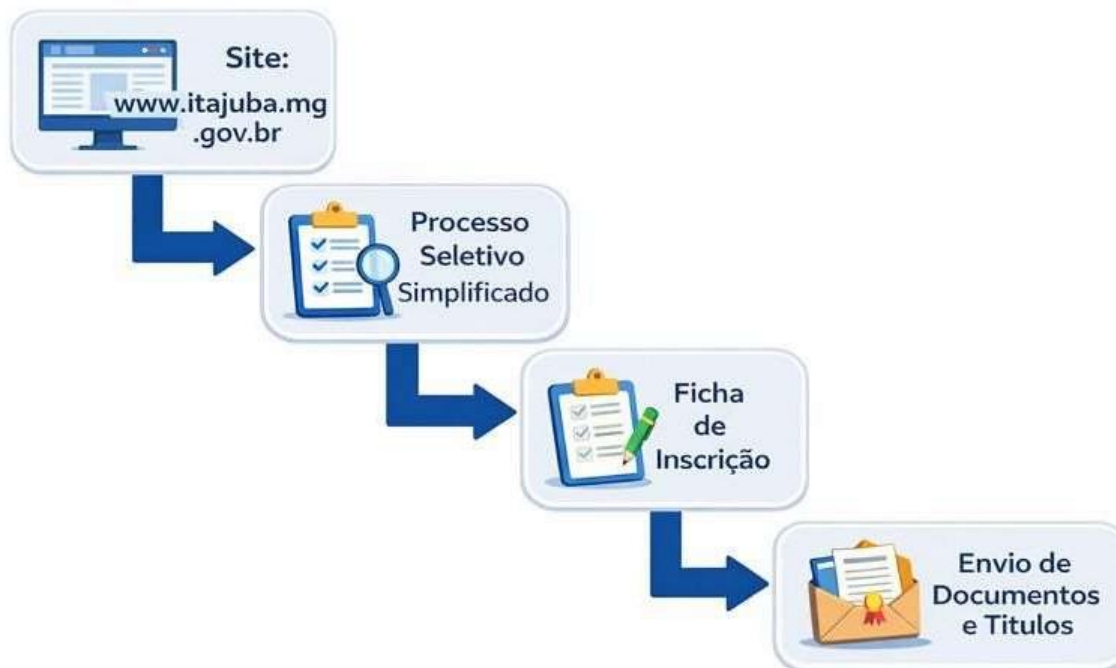 Site:
www.itajuba.mg
.gov.br
Processo
Seletivo
Simplificado
Ficha
de
Inscrição
Envio de
Documentos
e Titulos